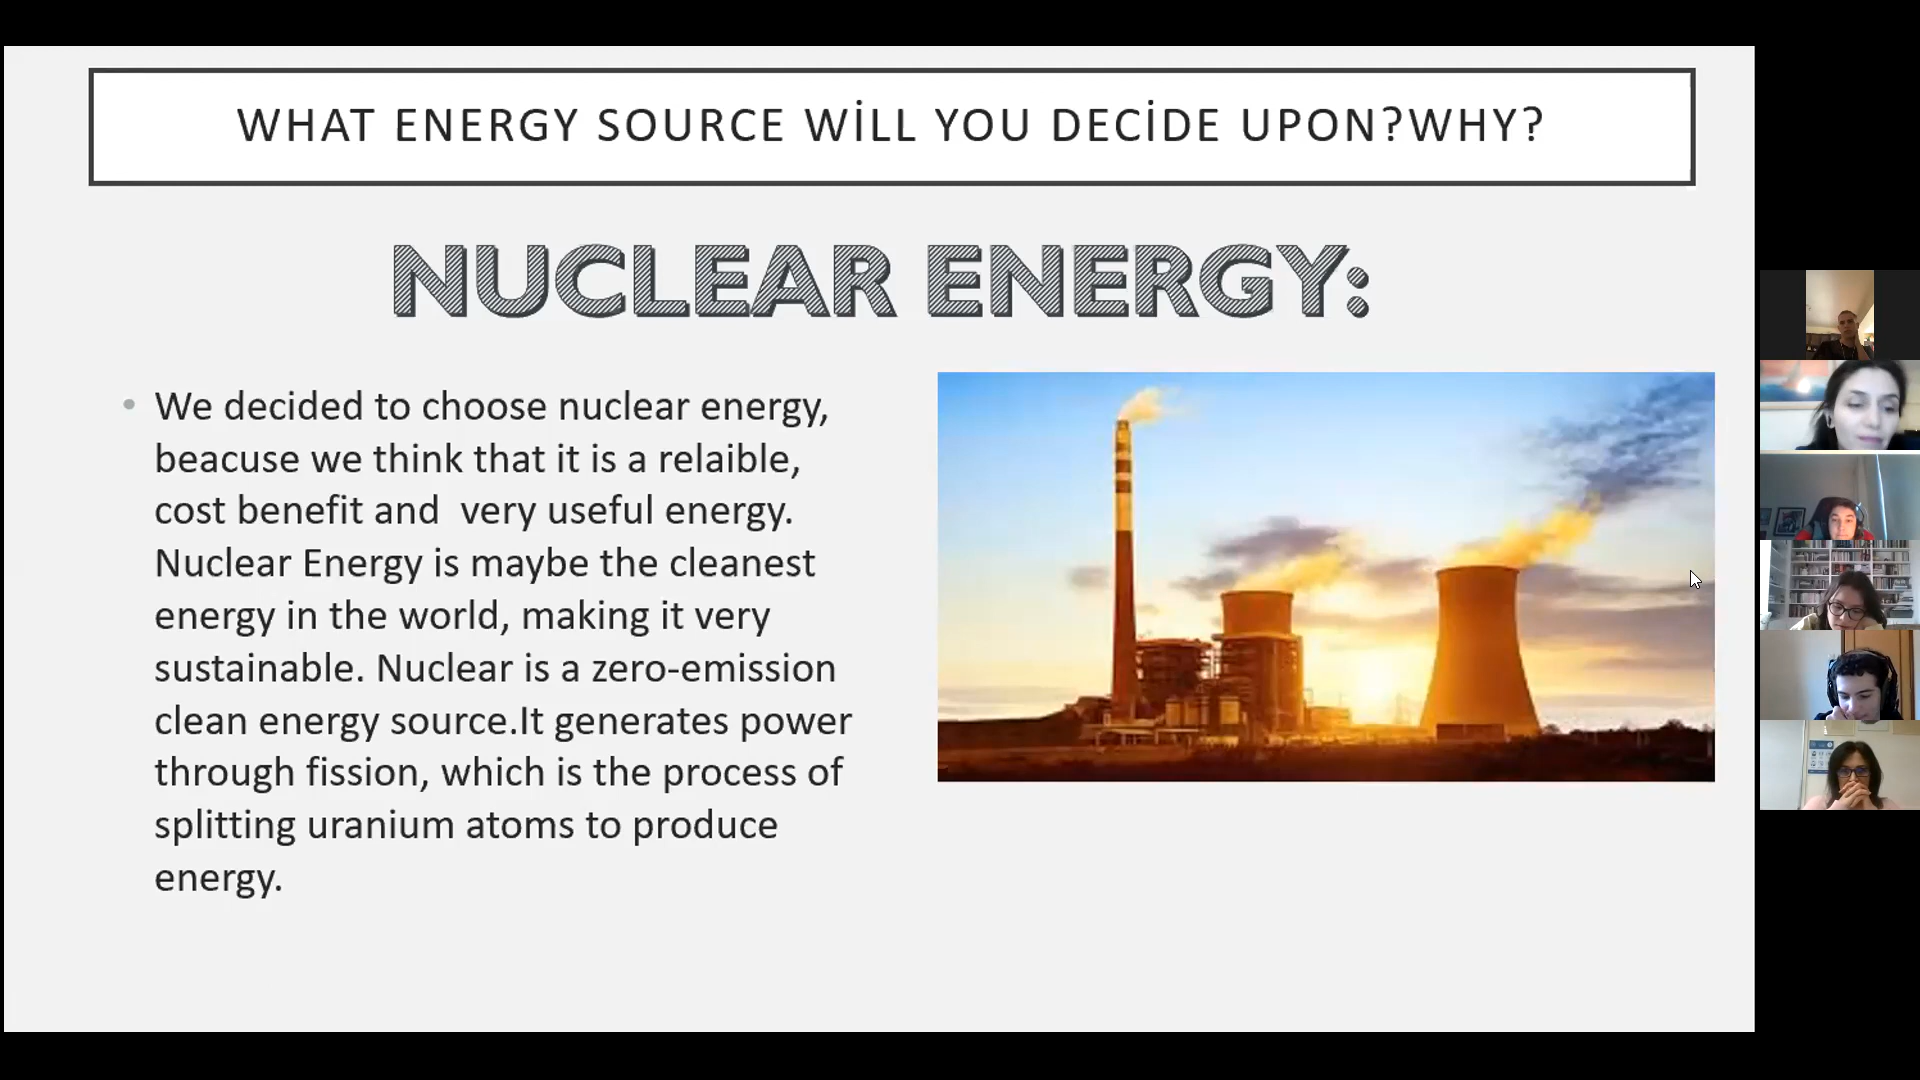 WHAT ENERGY SOURCE WİLL YOU DECİDE UPON?WHY?
NUCLEAR ENERGY:
• We decided to choose nuclear energy,
beacuse we think that it is a relaible,
cost benefit and  very useful energy.
Nuclear Energy is maybe the cleanest
energy in the world, making it very
sustainable. Nuclear is a zero-emission
clean energy source.It generates power
through fission, which is the process of
splitting uranium atoms to produce
energy.